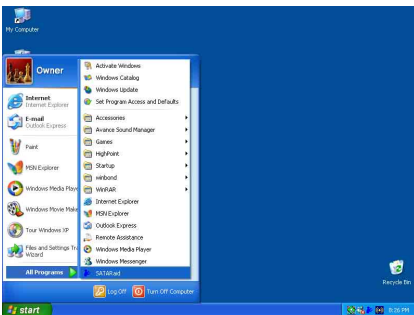 My Computer
Owner
Internet
Internet Explorer
E-mail
Outlook Express
Paint
MSN Explorer
Windows Media Playe
Windows Movie Make
Tour Windows XP
Files and Settings Tra
Wizard
All Programs
Activate Windows
Windows Catalog
Windows Update
Set Program Access and Defaults
Accessories
Avance Sound Manager
Games
HighPoint
Startup
winbond
WinRAR
Internet Explorer
MSN Explorer
Outlook Express
Remote Assistance
Windows Media Player
Windows Messenger
SATARaid
Log Off
Turn Off Computer
Recycle Bin
start
8:26 PM